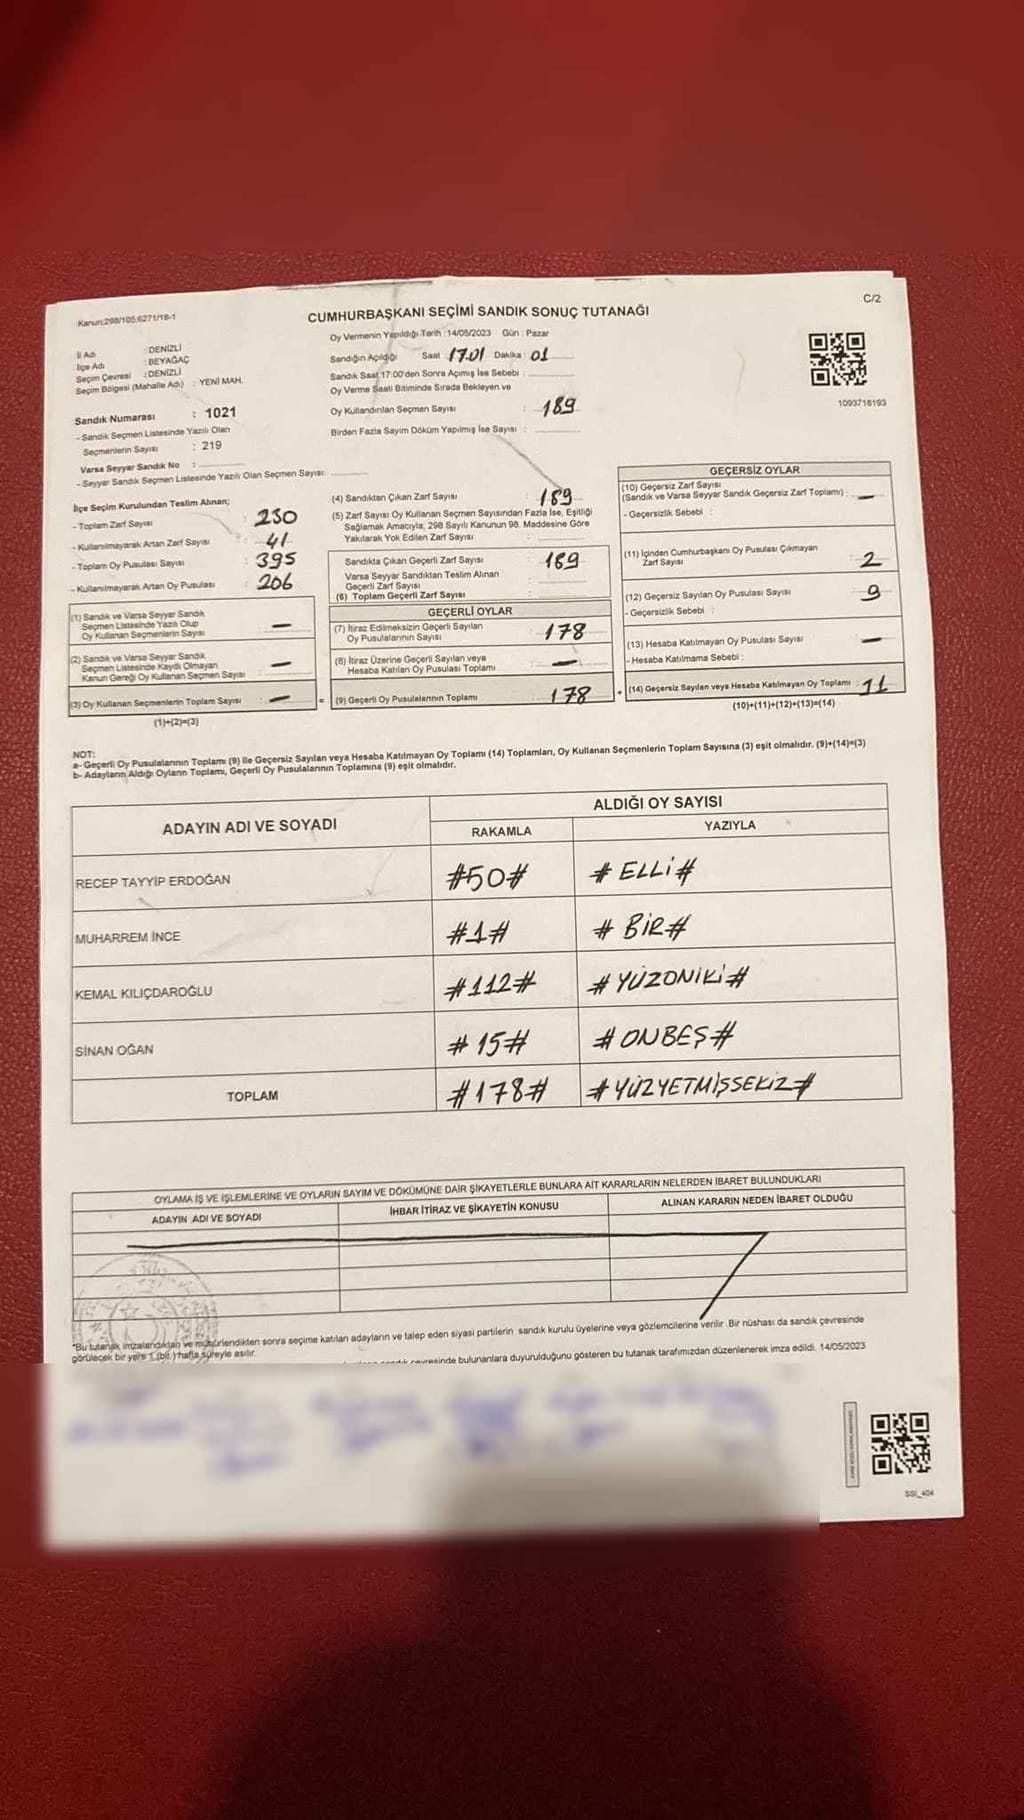 Kanun:298/105,6271/18-1
C/2
CUMHURBAŞKANI SEÇİMİ SANDIK SONUÇ TUTANAĞI
Oy Vermenin Yapıldığı Tarih : 14/05/2023 Gün : Pazar
İl Adı : DENİZLİ
İlçe Adı : BEYAĞAÇ
Seçim Çevresi : DENİZLİ
Seçim Bölgesi (Mahalle Adı) : YENİ MAH.
Sandığın Açıldığı Saat 17.01 Dakika : 01
Sandık Saat 17:00'den Sonra Açımış İse Sebebi :
Oy Verme Saati Bitiminde Sırada Bekleyen ve
Oy Kullandırılan Seçmen Sayısı : 189
Birden Fazla Sayım Döküm Yapılmış İse Sayısı :
1093716193
Sandık Numarası : 1021
- Sandık Seçmen Listesinde Yazılı Olan
Seçmenlerin Sayısı : 219
Varsa Seyyar Sandık No :
- Seyyar Sandık Seçmen Listesinde Yazılı Olan Seçmen Sayısı:
İlçe Seçim Kurulundan Teslim Alınan;
- Toplam Zarf Sayısı : 230
- Kullanılmayarak Artan Zarf Sayısı : 41
- Toplam Oy Pusulası Sayısı : 395
- Kullanılmayarak Artan Oy Pusulası : 206
(1) Sandık ve Varsa Seyyar Sandık
Seçmen Listesinde Yazılı Olup
Oy Kullanan Seçmenlerin Sayısı : —
(2) Sandık ve Varsa Seyyar Sandık
Seçmen Listesinde Kayıtlı Olmayan
Kanun Gereği Oy Kullanan Seçmen Sayısı : —
(3) Oy Kullanan Seçmenlerin Toplam Sayısı : —
(1)+(2)=(3)
(4) Sandıktan Çıkan Zarf Sayısı : 189
(5) Zarf Sayısı Oy Kullanan Seçmen Sayısından Fazla İse, Eşitliği
Sağlamak Amacıyla, 298 Sayılı Kanunun 98. Maddesine Göre
Yakılarak Yok Edilen Zarf Sayısı :
Sandıkta Çıkan Geçerli Zarf Sayısı : 189
Varsa Seyyar Sandıktan Teslim Alınan
Geçerli Zarf Sayısı :
(6) Toplam Geçerli Zarf Sayısı :
GEÇERLİ OYLAR
(7) İtiraz Edilmeksizin Geçerli Sayılan
Oy Pusulalarının Sayısı : 178
(8) İtiraz Üzerine Geçerli Sayılan veya
Hesaba Katılan Oy Pusulası Toplamı : —
= (9) Geçerli Oy Pusulalarının Toplamı : 178
GEÇERSİZ OYLAR
(10) Geçersiz Zarf Sayısı
(Sandık ve Varsa Seyyar Sandık Geçersiz Zarf Toplamı) : —
- Geçersizlik Sebebi :
(11) İçinden Cumhurbaşkanı Oy Pusulası Çıkmayan
Zarf Sayısı : 2
(12) Geçersiz Sayılan Oy Pusulası Sayısı : 9
- Geçersizlik Sebebi :
(13) Hesaba Katılmayan Oy Pusulası Sayısı : —
- Hesaba Katılmama Sebebi :
+ (14) Geçersiz Sayılan veya Hesaba Katılmayan Oy Toplamı : 11
(10)+(11)+(12)+(13)=(14)
NOT:
a- Geçerli Oy Pusulalarının Toplamı (9) ile Geçersiz Sayılan veya Hesaba Katılmayan Oy Toplamı (14) Toplamları, Oy Kullanan Seçmenlerin Toplam Sayısına (3) eşit olmalıdır. (9)+(14)=(3)
b- Adayların Aldığı Oyların Toplamı, Geçerli Oy Pusulalarının Toplamına (9) eşit olmalıdır.
ADAYIN ADI VE SOYADI ALDIĞI OY SAYISI
RAKAMLA YAZIYLA
RECEP TAYYİP ERDOĞAN #50# # ELLİ #
MUHARREM İNCE #1# # BİR#
KEMAL KILIÇDAROĞLU #112# #YÜZONİKİ#
SİNAN OĞAN # 15# #ONBEŞ#
TOPLAM #178# #YÜZYETMİŞSEKİZ#
OYLAMA İŞ VE İŞLEMLERİNE VE OYLARIN SAYIM VE DÖKÜMÜNE DAİR ŞİKAYETLERLE BUNLARA AİT KARARLARIN NELERDEN İBARET BULUNDUKLARI
ADAYIN ADI VE SOYADI İHBAR İTİRAZ VE ŞİKAYETİN KONUSU ALINAN KARARIN NEDEN İBARET OLDUĞU
*Bu tutanak imzalandıktan ve mühürlendikten sonra seçime katılan adayların ve talep eden siyasi partilerin sandık kurulu üyelerine veya gözlemcilerine verilir .Bir nüshası da sandık çevresinde
görülecek bir yere 1 (bir ) hafta süreyle asılır.
sandık çevresinde bulunanlara duyurulduğunu gösteren bu tutanak tarafımızdan düzenlenerek imza edildi. 14/05/2023
SSI_404